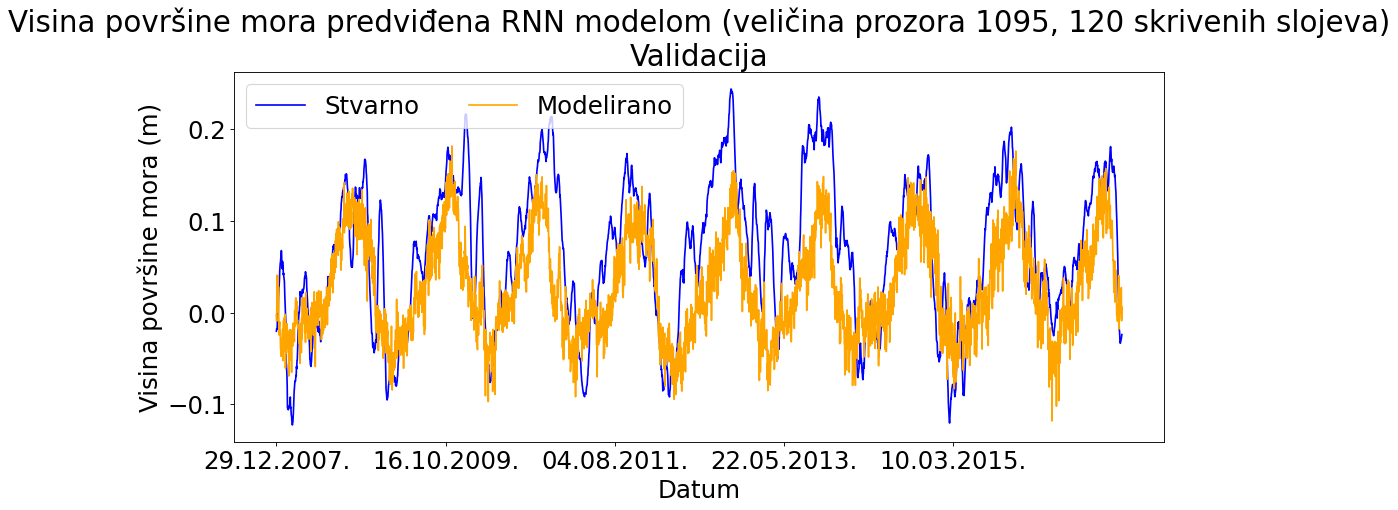 Visina površine mora predviđena RNN modelom (veličina prozora 1095, 120 skrivenih slojeva)
Validacija
Stvarno
Modelirano
Visina površine mora (m)
0.2
0.1
0.0
−0.1
29.12.2007.
16.10.2009.
04.08.2011.
22.05.2013.
10.03.2015.
Datum